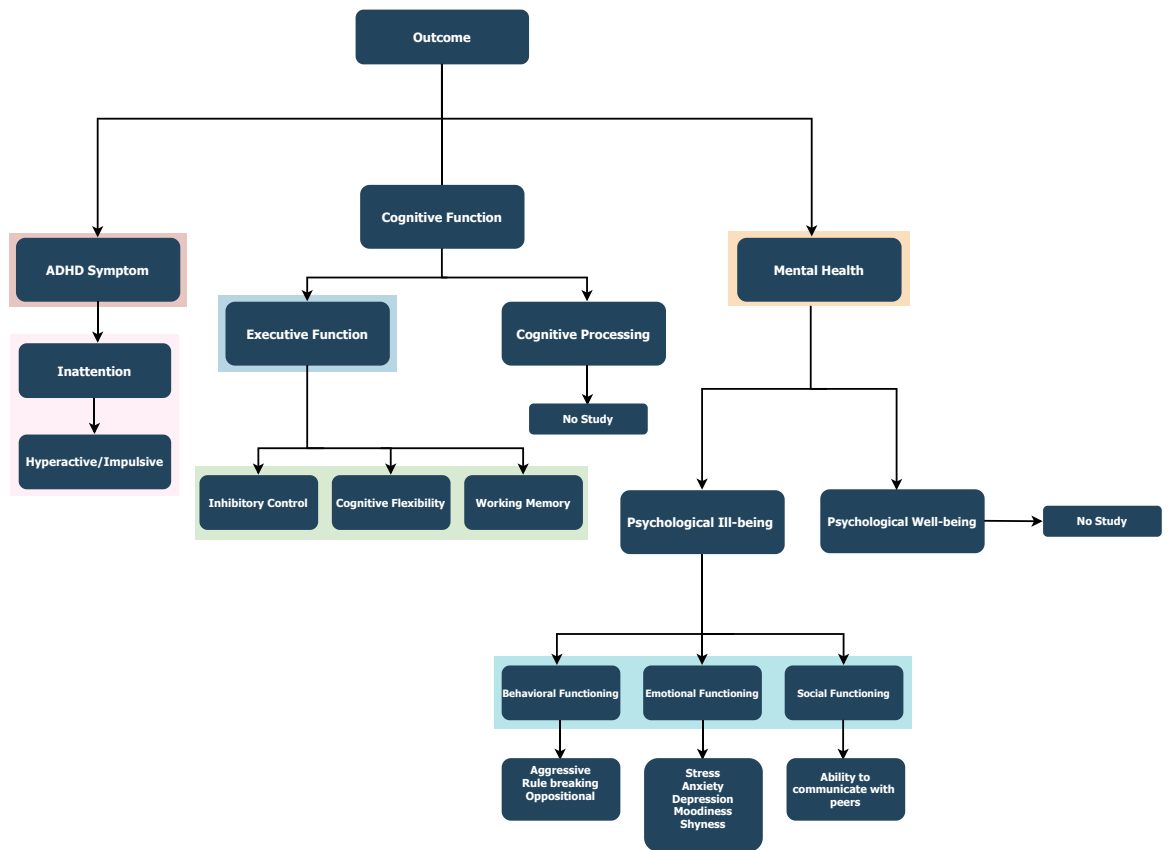 Outcome
Cognitive Function
ADHD Symptom
Mental Health
Executive Function
Cognitive Processing
Inattention
No Study
Hyperactive/Impulsive
Inhibitory Control
Cognitive Flexibility
Working Memory
Psychological Ill-being
Psychological Well-being
No Study
Behavioral Functioning
Emotional Functioning
Social Functioning
Aggressive
Rule breaking
Oppositional
Stress
Anxiety
Depression
Moodiness
Shyness
Ability to
communicate with
peers